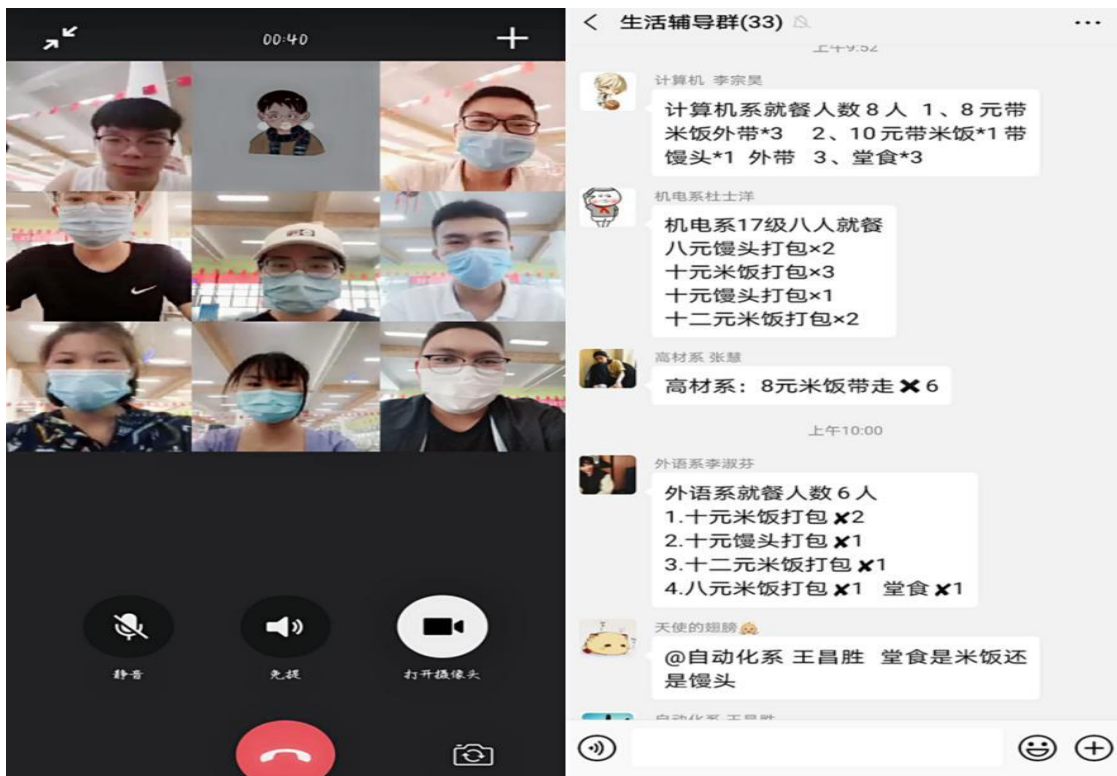 00:40
静音
免提
打开摄像头
生活辅导群(33)
上午9:52
计算机 李宗昊
计算机系就餐人数8人 1、8元带
米饭外带*3 2、10元带米饭*1带
馒头*1 外带 3、堂食*3
机电系杜士洋
机电系17级八人就餐
八元馒头打包×2
十元米饭打包×3
十元馒头打包×1
十二元米饭打包×2
高材系 张慧
高材系：8元米饭带走✖6
上午10:00
外语系李淑芬
外语系就餐人数6人
1.十元米饭打包✖2
2.十元馒头打包✖1
3.十二元米饭打包✖1
4.八元米饭打包✖1 堂食✖1
天使的翅膀
@自动化系 王昌胜 堂食是米饭还
是馒头
自动化系 王昌胜